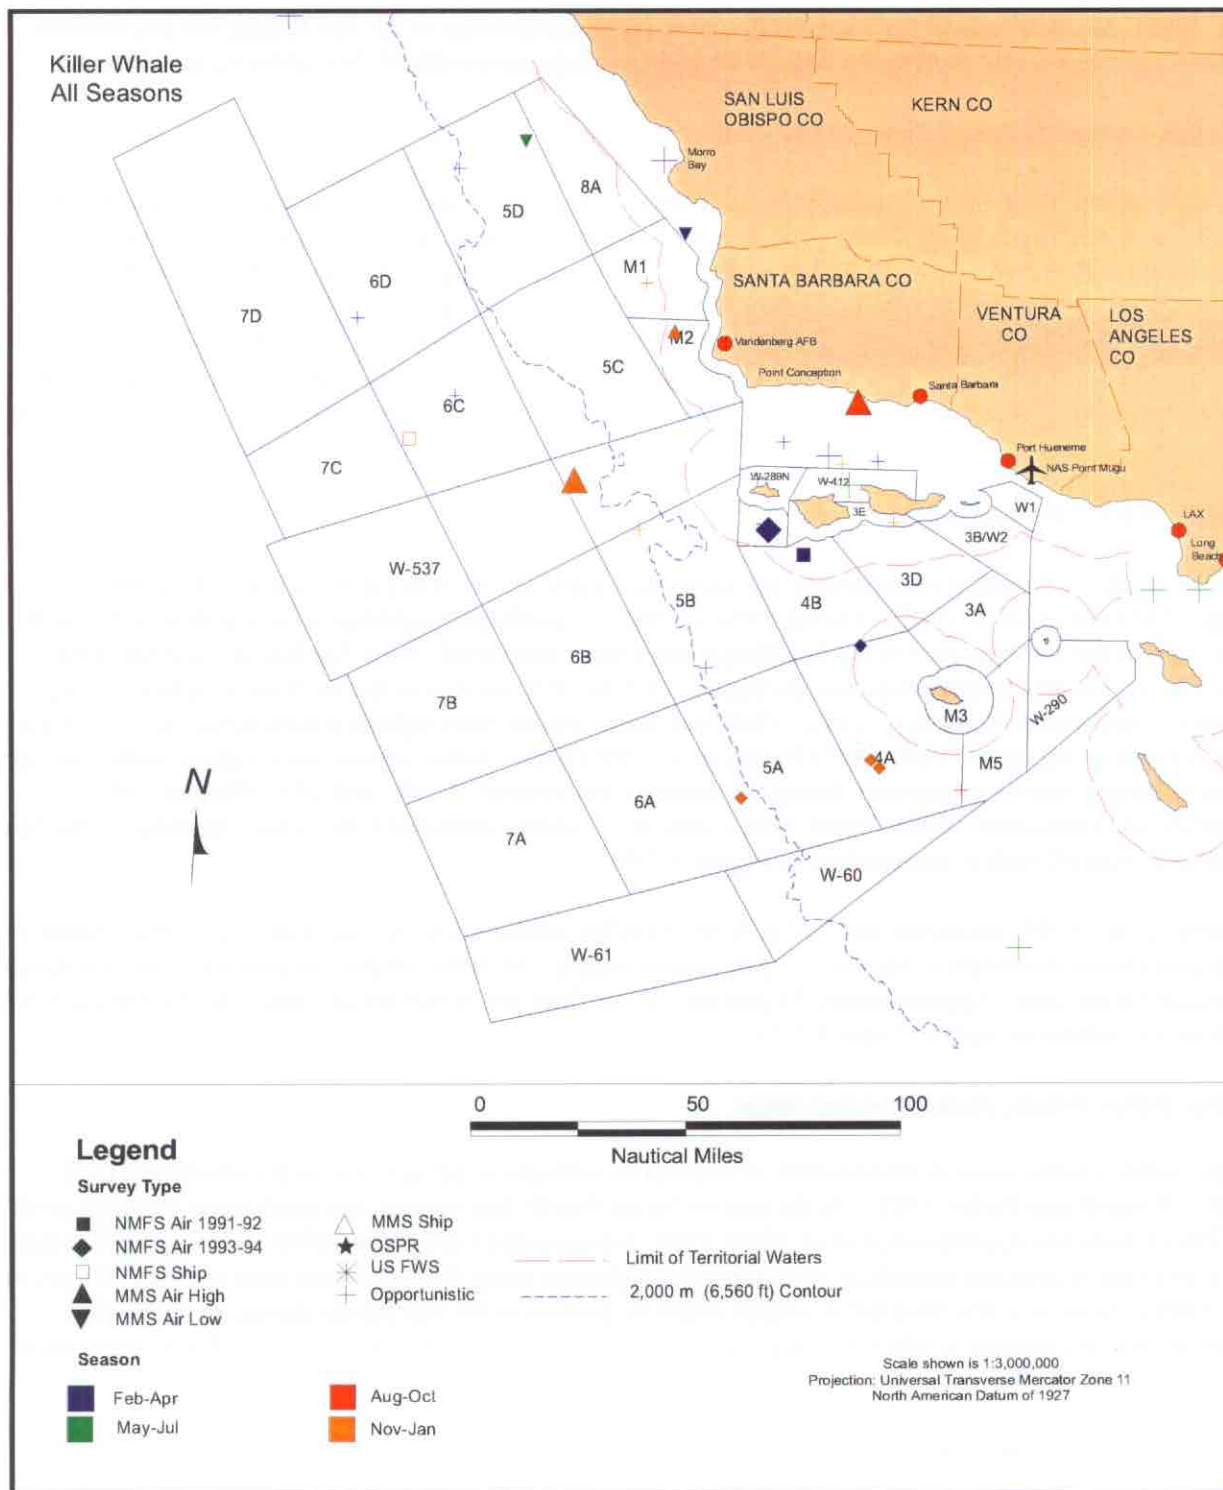 Killer Whale
All Seasons
SAN LUIS
OBISPO CO
KERN CO
Morro
Bay
8A
5D
M1
SANTA BARBARA CO
6D
7D
VENTURA
CO
LOS
ANGELES
CO
M2
Vandenberg AFB
5C
Point Conception
Santa Barbara
6C
7C
Port Hueneme
NAS Point Mugu
W-289N
W-412
W1
3E
LAX
3B/W2
Long
Beach
W-537
3D
5B
4B
3A
6B
7B
M3
W-290
N
4A
M5
5A
6A
7A
W-60
W-61
0 50 100
Nautical Miles
Legend
Survey Type
NMFS Air 1991-92
NMFS Air 1993-94
NMFS Ship
MMS Air High
MMS Air Low
MMS Ship
OSPR
US FWS
Opportunistic
Limit of Territorial Waters
2,000 m (6,560 ft) Contour
Season
Feb-Apr
May-Jul
Aug-Oct
Nov-Jan
Scale shown is 1:3,000,000
Projection: Universal Transverse Mercator Zone 11
North American Datum of 1927